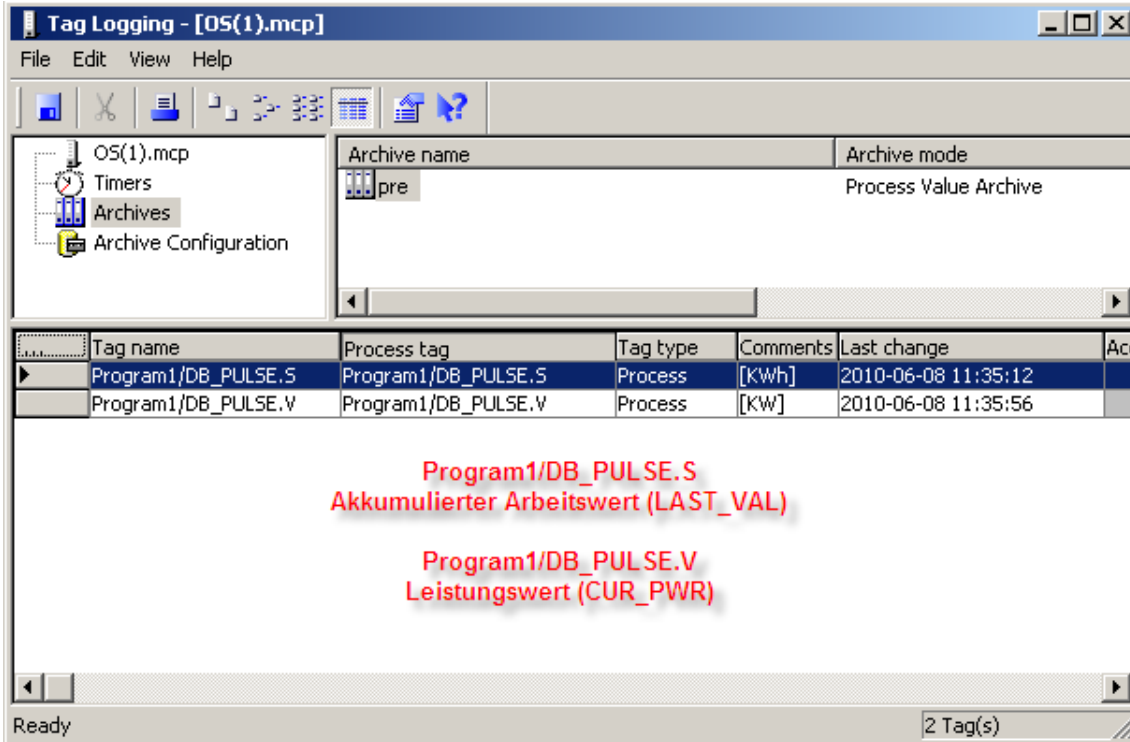 Tag Logging - [OS(1).mcp]
File Edit View Help
OS(1).mcp
Timers
Archives
Archive Configuration
Archive name Archive mode
pre Process Value Archive
Tag name Process tag Tag type Comments Last change Acc
Program1/DB_PULSE.S Program1/DB_PULSE.S Process [KWh] 2010-06-08 11:35:12
Program1/DB_PULSE.V Program1/DB_PULSE.V Process [KW] 2010-06-08 11:35:56
Program1/DB_PULSE.S
Akkumulierter Arbeitswert (LAST_VAL)
Program1/DB_PULSE.V
Leistungswert (CUR_PWR)
Ready 2 Tag(s)